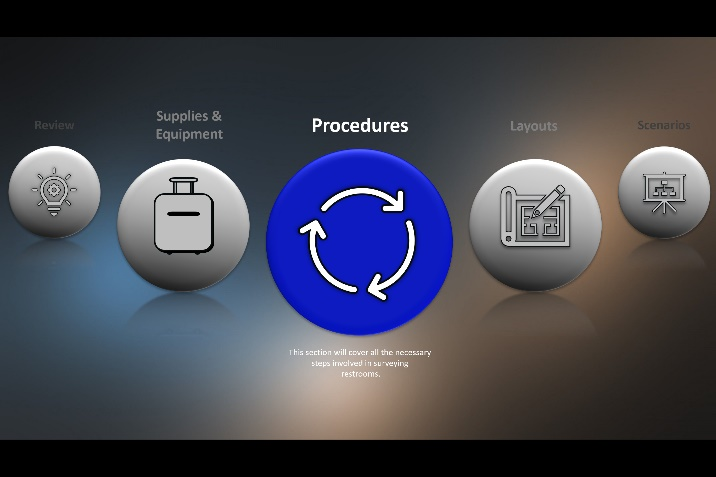 Review
Supplies &
Equipment
Procedures
Layouts
Scenarios
This section will cover all the necessary
steps involved in surveying
restrooms.